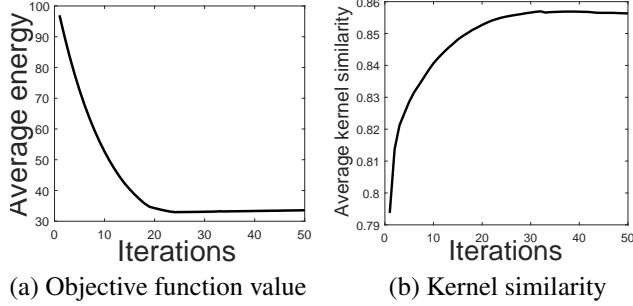 100
90
80
70
60
50
40
30
0 10 20 30 40 50
Average energy
Iterations
(a) Objective function value
0.86
0.85
0.84
0.83
0.82
0.81
0.8
0.79
0 10 20 30 40 50
Average kernel similarity
Iterations
(b) Kernel similarity